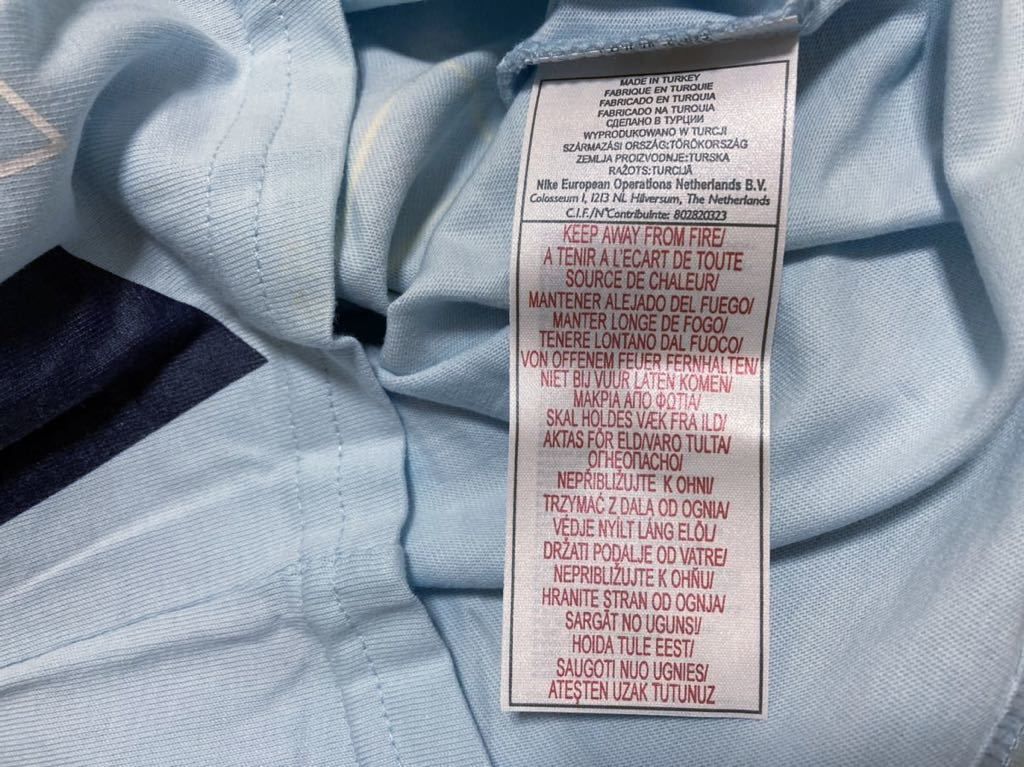 MADE IN TURKEY
FABRIQUE EN TURQUIE
FABRICADO EN TURQUIA
FABRICADO NA TURQUIA
СДЕЛАНО В ТУРЦИИ
WYPRODUKOWANO W TURCJI
SZÁRMAZÁSI ORSZÁG:TÖRÖKORSZÁG
ZEMLJA PROIZVODNJE:TURSKA
RAŽOTS:TURCIJĀ
Nike European Operations Netherlands B.V.
Colosseum 1, 1213 NL Hilversum, The Netherlands
C.I.F./N°Contribuinte: 802820323
KEEP AWAY FROM FIRE/
A TENIR A L'ECART DE TOUTE
SOURCE DE CHALEUR/
MANTENER ALEJADO DEL FUEGO/
MANTER LONGE DE FOGO/
TENERE LONTANO DAL FUOCO/
VON OFFENEM FEUER FERNHALTEN/
NIET BIJ VUUR LATEN KOMEN/
ΜΑΚΡΙΑ ΑΠΟ ΦΩΤΙΑ/
SKAL HOLDES VÆK FRA ILD/
AKTAS FÖR ELD/VARO TULTA/
ОГНЕОПАСНО/
NEPŘIBLIŽUJTE K OHNI/
TRZYMAĆ Z DALA OD OGNIA/
VÉDJE NYÍLT LÁNG ELÕL/
DRŽATI PODALJE OD VATRE/
NEPRIBLIŽUJTE K OHŇU/
HRANITE STRAN OD OGNJA/
SARGĀT NO UGUNS/
HOIDA TULE EEST/
SAUGOTI NUO UGNIES/
ATEŞTEN UZAK TUTUNUZ